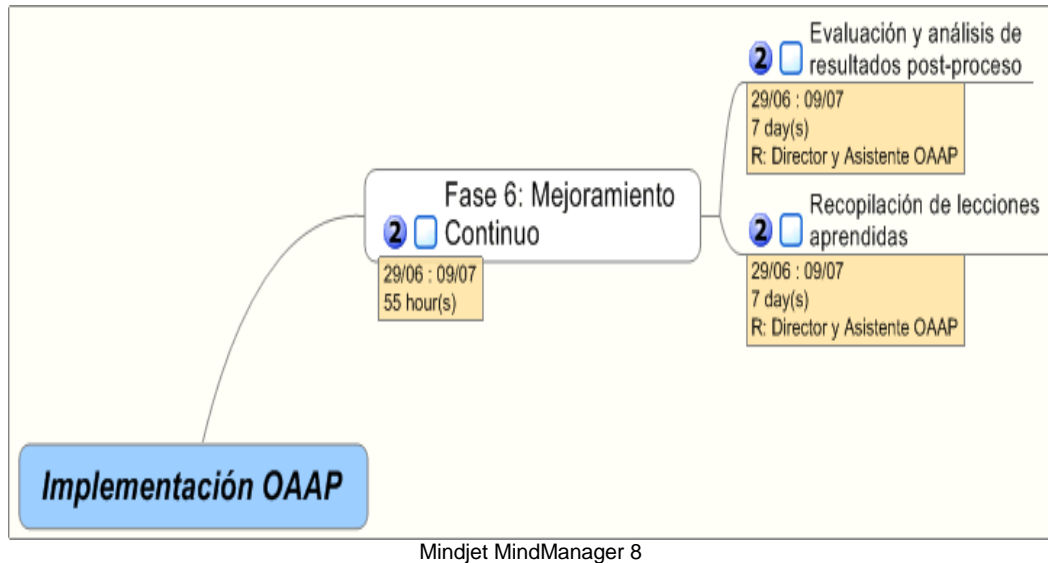 Evaluación y análisis de
2 resultados post-proceso
29/06 : 09/07
7 day(s)
R: Director y Asistente OAAP
Fase 6: Mejoramiento
2 Continuo
29/06 : 09/07
55 hour(s)
Recopilación de lecciones
2 aprendidas
29/06 : 09/07
7 day(s)
R: Director y Asistente OAAP
Implementación OAAP
Mindjet MindManager 8